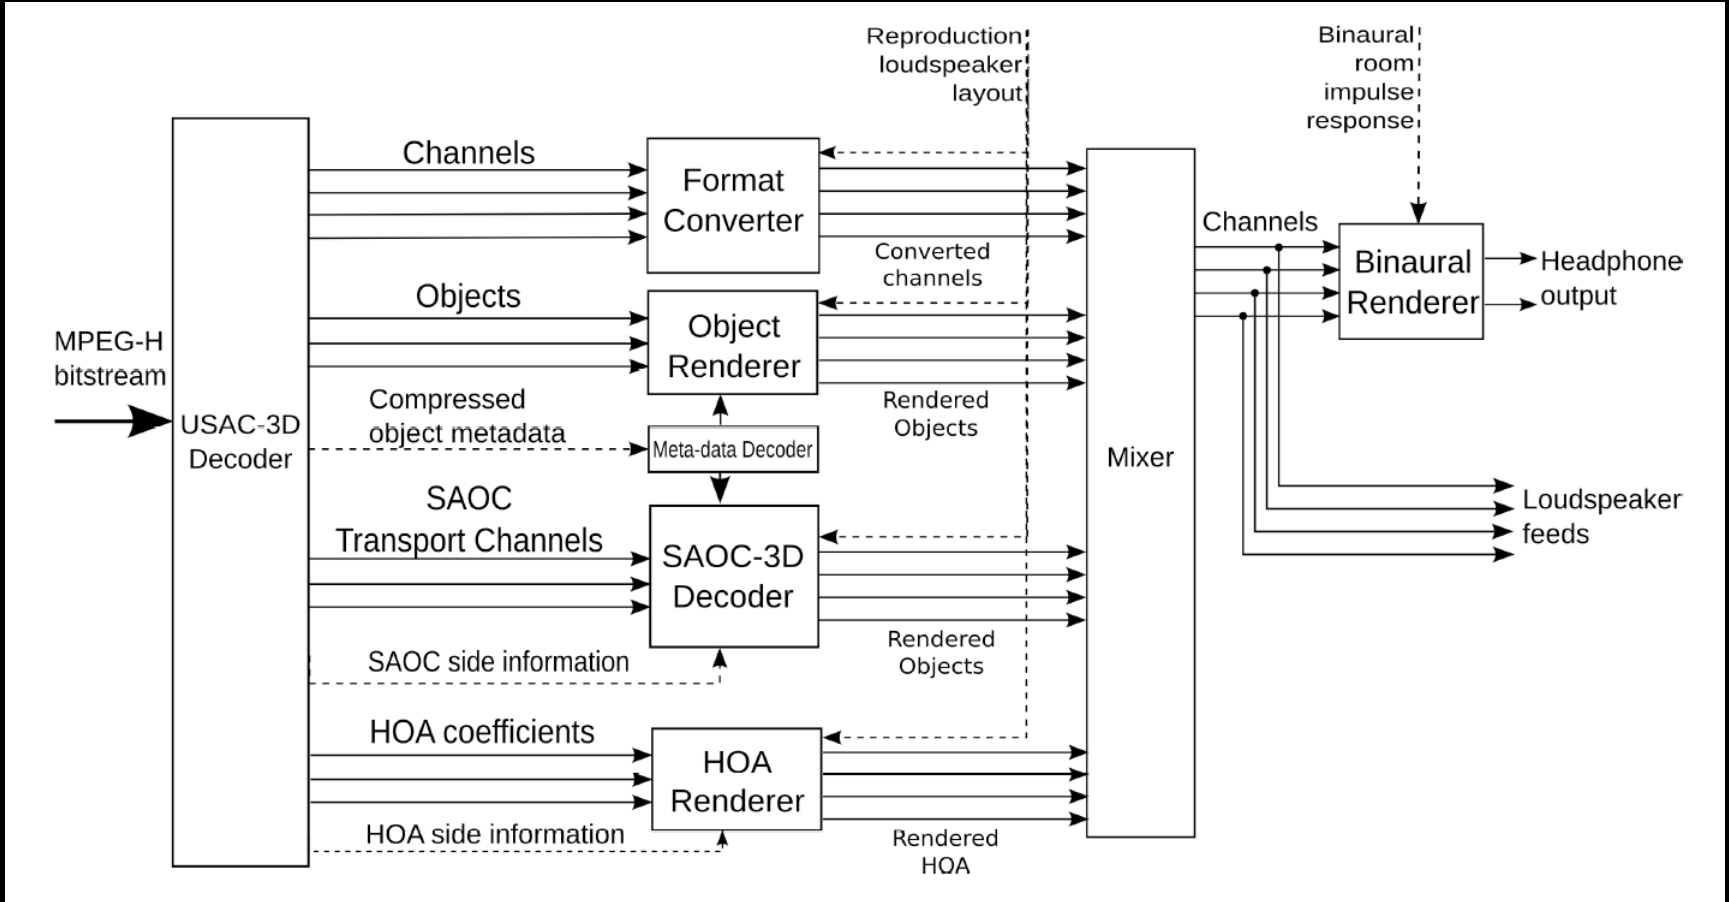 Reproduction
loudspeaker
layout
Binaural
room
impulse
response
Channels
Format
Converter
Converted
channels
Channels
Binaural
Renderer
Headphone
output
Objects
Object
Renderer
Rendered
Objects
MPEG-H
bitstream
USAC-3D
Decoder
Compressed
object metadata
Meta-data Decoder
Mixer
SAOC
Transport Channels
SAOC-3D
Decoder
Rendered
Objects
Loudspeaker
feeds
SAOC side information
HOA coefficients
HOA
Renderer
HOA side information
Rendered
HOA